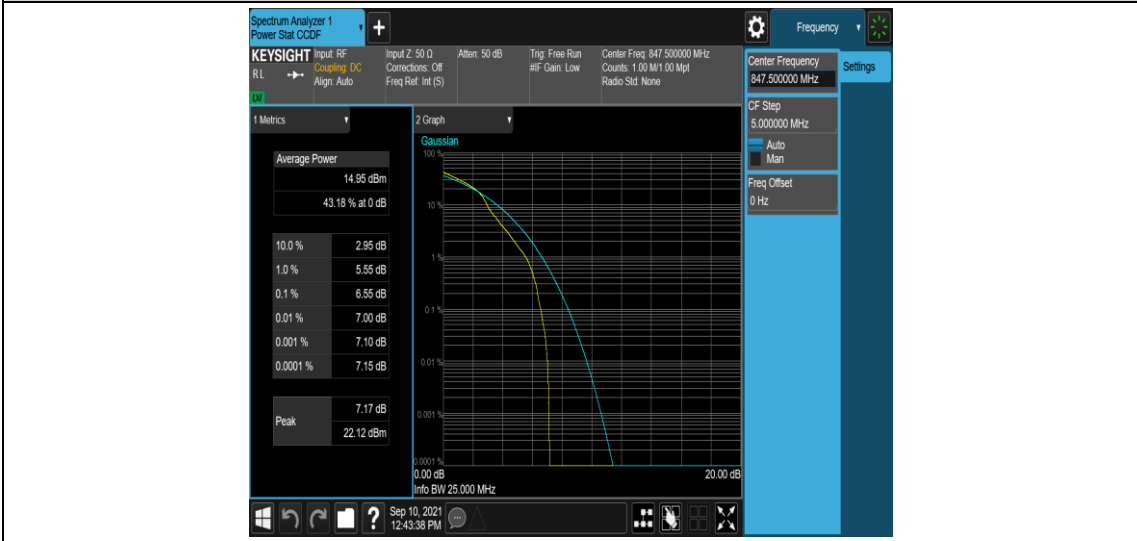 Spectrum Analyzer 1
Power Stat CCDF
+
Frequency
KEYSIGHT
RL
LW
Input: RF
Coupling: DC
Align: Auto
Input Z: 50 Ω
Corrections: Off
Freq Ref: Int (S)
Atten: 50 dB
Trig: Free Run
#IF Gain: Low
Center Freq: 847.500000 MHz
Counts: 1.00 M/1.00 Mpt
Radio Std: None
Center Frequency
847.500000 MHz
Settings
CF Step
5.000000 MHz
Auto
Man
Freq Offset
0 Hz
1 Metrics
Average Power
14.95 dBm
43.18 % at 0 dB
10.0 % 2.95 dB
1.0 % 5.55 dB
0.1 % 6.55 dB
0.01 % 7.00 dB
0.001 % 7.10 dB
0.0001 % 7.15 dB
Peak
7.17 dB
22.12 dBm
2 Graph
Gaussian
100 %
10 %
1 %
0.1 %
0.01 %
0.001 %
0.0001 %
0.00 dB
20.00 dB
Info BW 25.000 MHz
?
Sep 10, 2021
12:43:38 PM